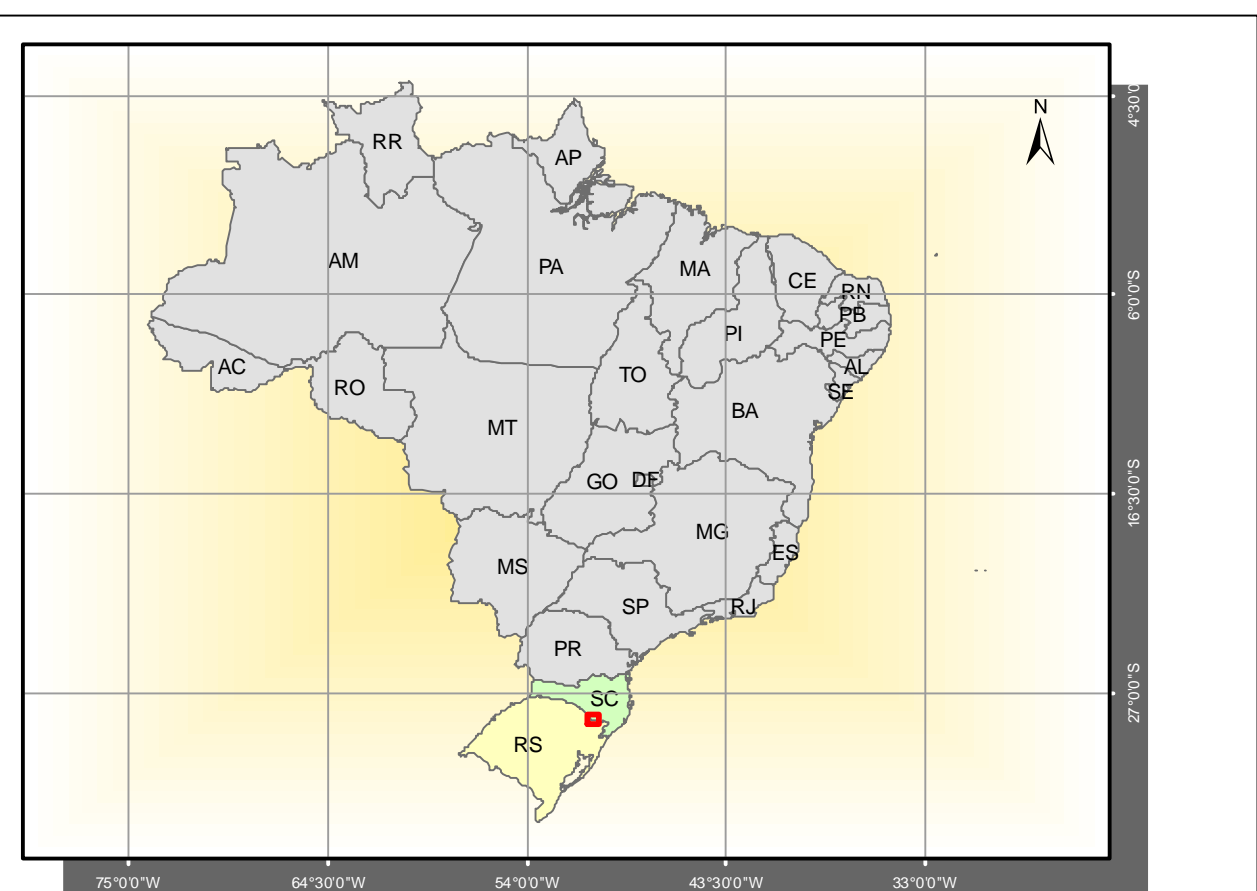 N
4°30'0
RR
AP
AM
PA
MA
CE
6°0'0"S
RN
PB
PI
PE
AC
AL
RO
TO
SE
BA
MT
GO
DF
16°30'0"S
MG
ES
MS
SP
RJ
PR
27°0'0"S
SC
RS
75°0'0"W
64°30'0"W
54°0'0"W
43°30'0"W
33°0'0"W